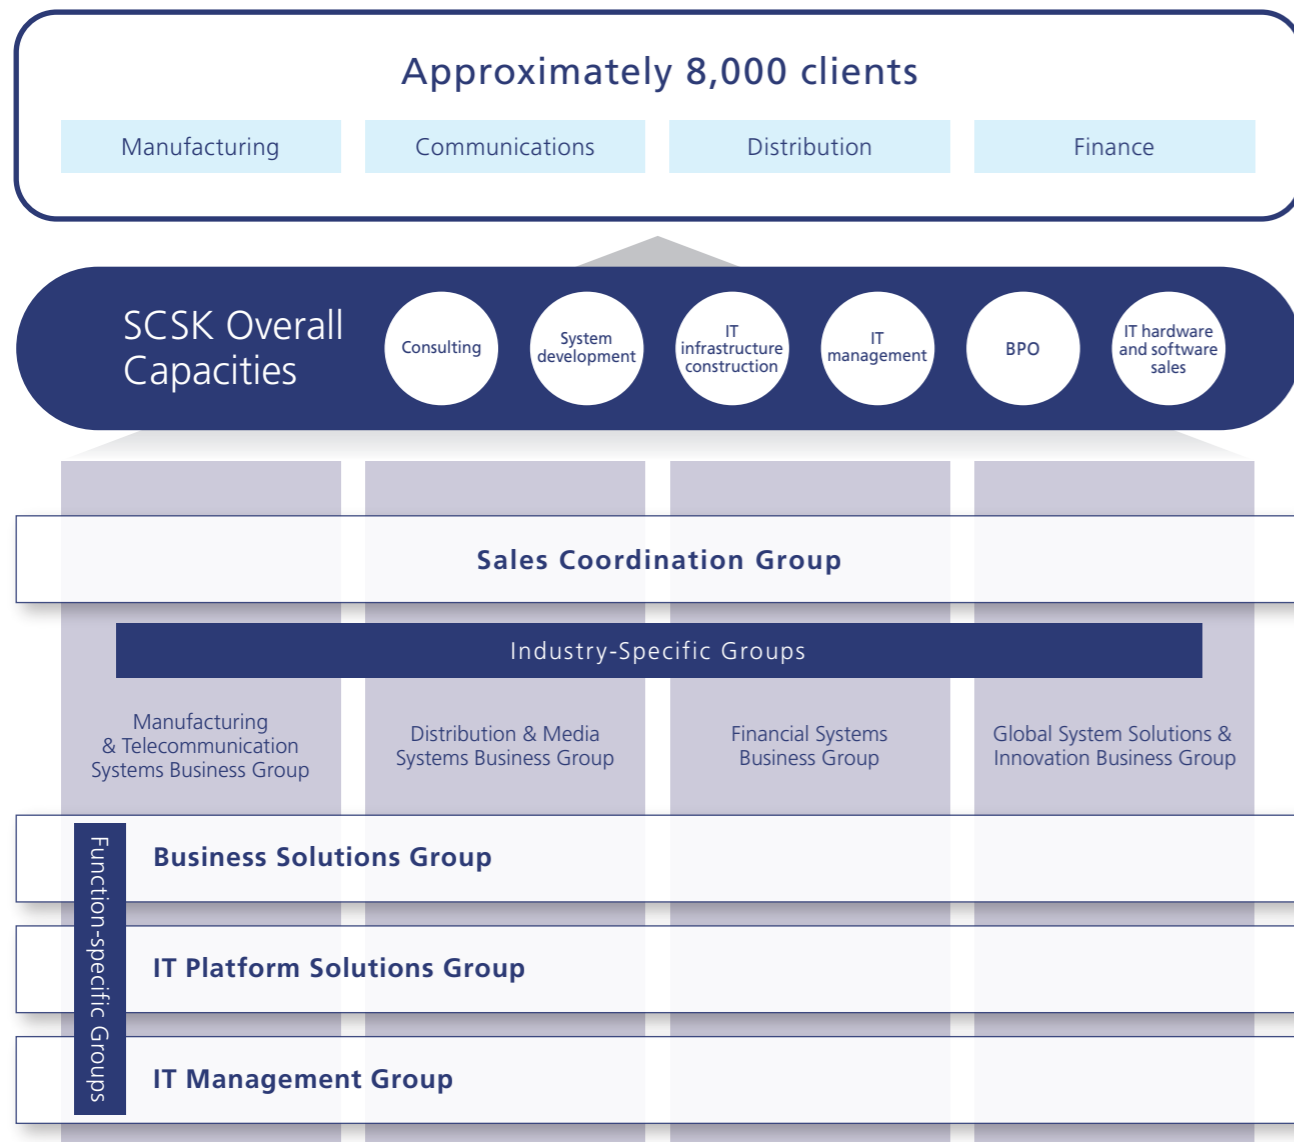 Approximately 8,000 clients
Manufacturing
Communications
Distribution
Finance
SCSK Overall
Capacities
Consulting
System
development
IT
infrastructure
construction
IT
management
BPO
IT hardware
and software
sales
Sales Coordination Group
Industry-Specific Groups
Manufacturing
& Telecommunication
Systems Business Group
Distribution & Media
Systems Business Group
Financial Systems
Business Group
Global System Solutions &
Innovation Business Group
Function-specific Groups
Business Solutions Group
IT Platform Solutions Group
IT Management Group